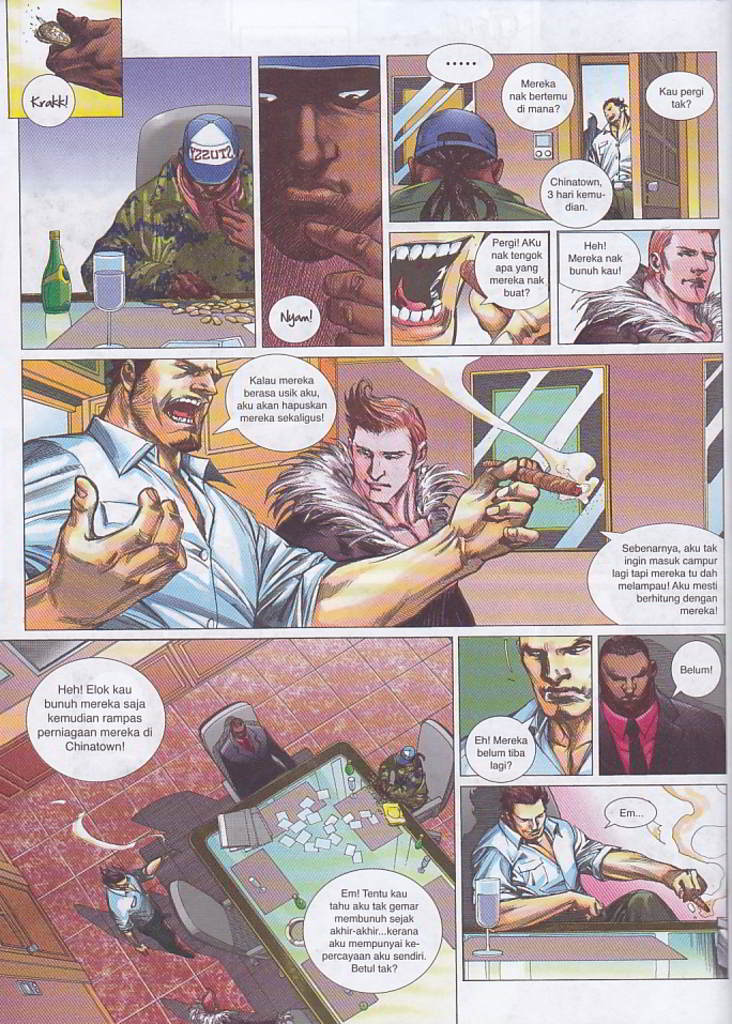 Krakk!
STUSSY
Nyam!
.....
Mereka
nak bertemu
di mana?
Kau pergi
tak?
Chinatown,
3 hari kemu-
dian.
Pergi! AKu
nak tengok
apa yang
mereka nak
buat?
Heh!
Mereka nak
bunuh kau!
Kalau mereka
berasa usik aku,
aku akan hapuskan
mereka sekaligus!
Sebenarnya, aku tak
ingin masuk campur
lagi tapi mereka tu dah
melampau! Aku mesti
berhitung dengan
mereka!
Heh! Elok kau
bunuh mereka saja
kemudian rampas
perniagaan mereka di
Chinatown!
Em! Tentu kau
tahu aku tak gemar
membunuh sejak
akhir-akhir...kerana
aku mempunyai ke-
percayaan aku sendiri.
Betul tak?
Eh! Mereka
belum tiba
lagi?
Belum!
Em...